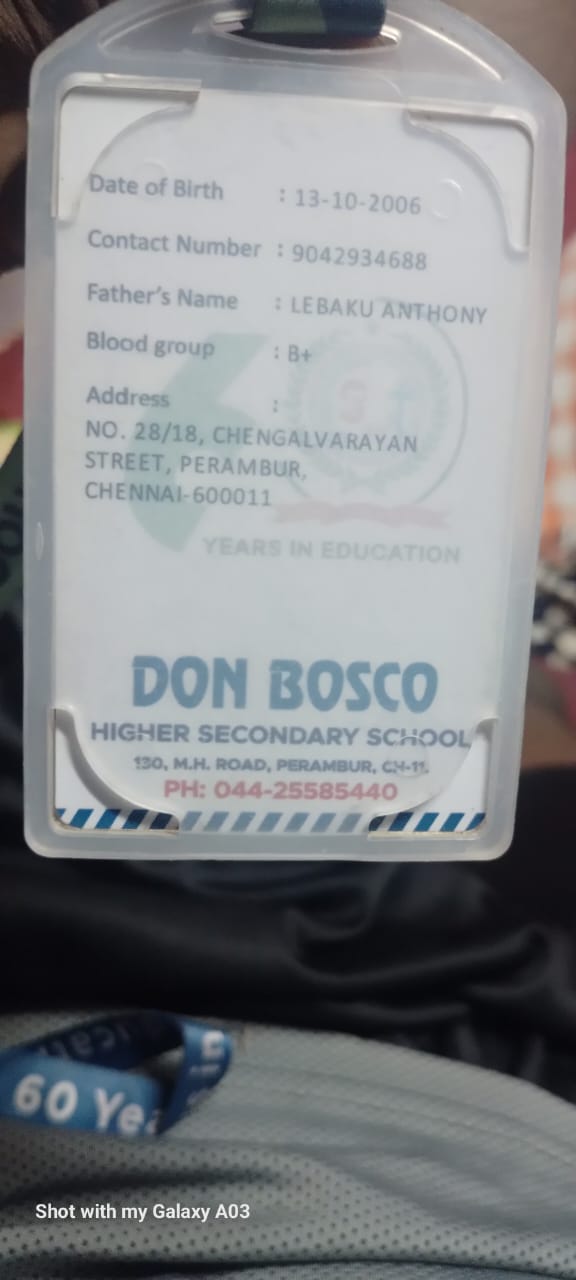 Date of Birth : 13-10-2006
Contact Number : 9042934688
Father's Name : LEBAKU ANTHONY
Blood group : B+
Address :
NO. 28/18, CHENGALVARAYAN
STREET, PERAMBUR,
CHENNAI-600011
YEARS IN EDUCATION
DON BOSCO
HIGHER SECONDARY SCHOOL
130, M.H. ROAD, PERAMBUR, CH-11.
PH: 044-25585440
60 Yea
in
Shot with my Galaxy A03